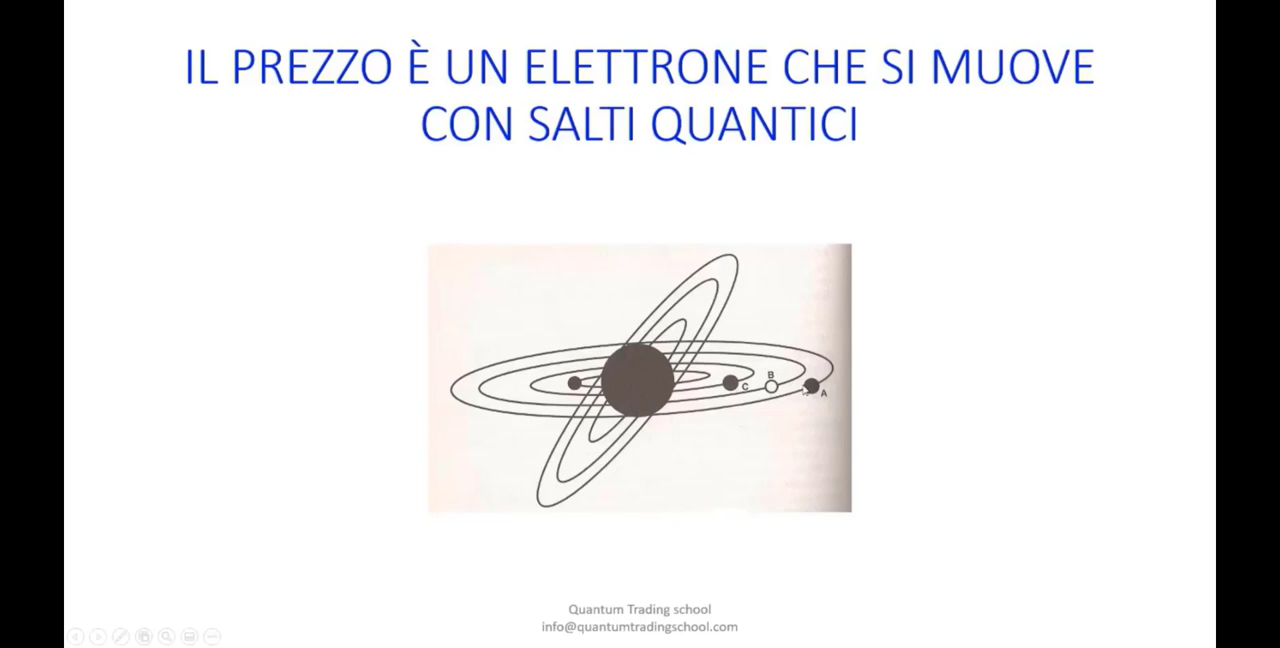 IL PREZZO È UN ELETTRONE CHE SI MUOVE
CON SALTI QUANTICI
B
C
A
Quantum Trading school
info@quantumtradingschool.com